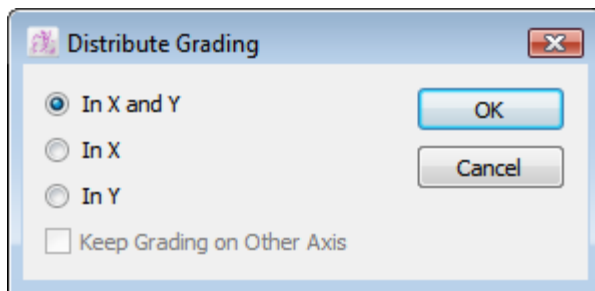 Distribute Grading
In X and Y
OK
In X
Cancel
In Y
Keep Grading on Other Axis